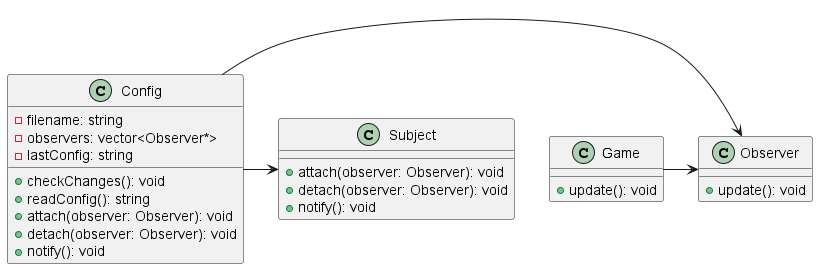 C Config
filename: string
observers: vector<Observer*>
lastConfig: string
checkChanges(): void
readConfig(): string
attach(observer: Observer): void
detach(observer: Observer): void
notify(): void
C Subject
attach(observer: Observer): void
detach(observer: Observer): void
notify(): void
C Game
update(): void
C Observer
update(): void